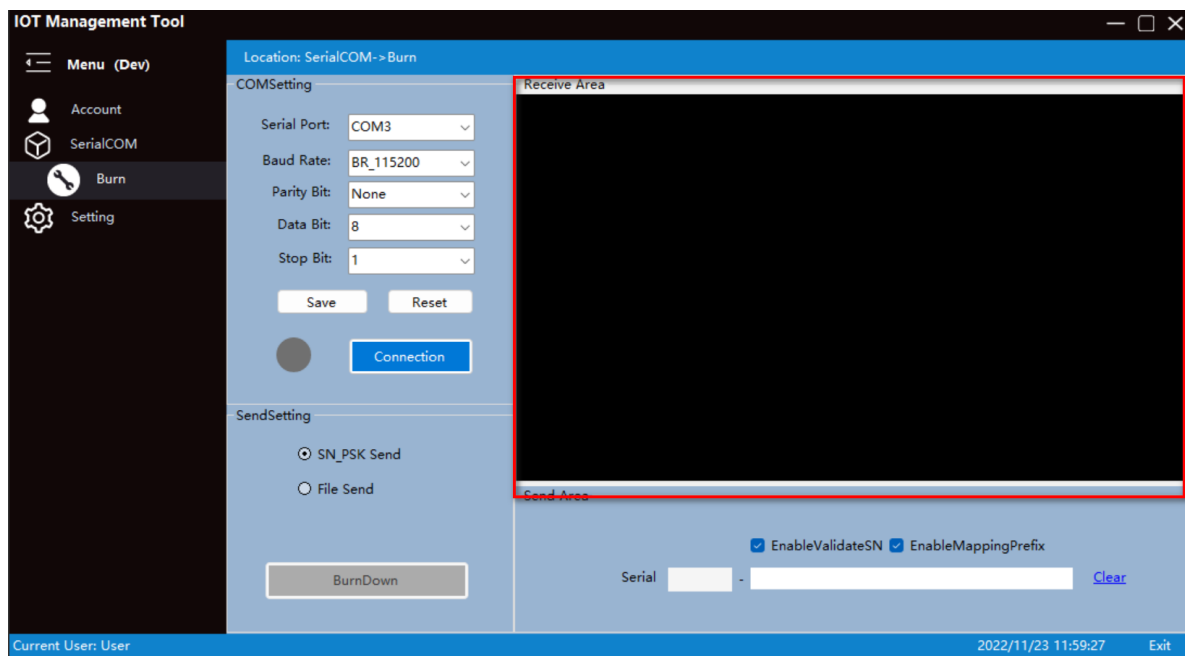 IOT Management Tool
Menu (Dev)
Account
SerialCOM
Burn
Setting
Location: SerialCOM->Burn
COMSetting
Serial Port: COM3
Baud Rate: BR_115200
Parity Bit: None
Data Bit: 8
Stop Bit: 1
Save Reset
Connection
SendSetting
SN_PSK Send
File Send
BurnDown
Receive Area
Send Area
EnableValidateSN EnableMappingPrefix
Serial - Clear
Current User: User 2022/11/23 11:59:27 Exit